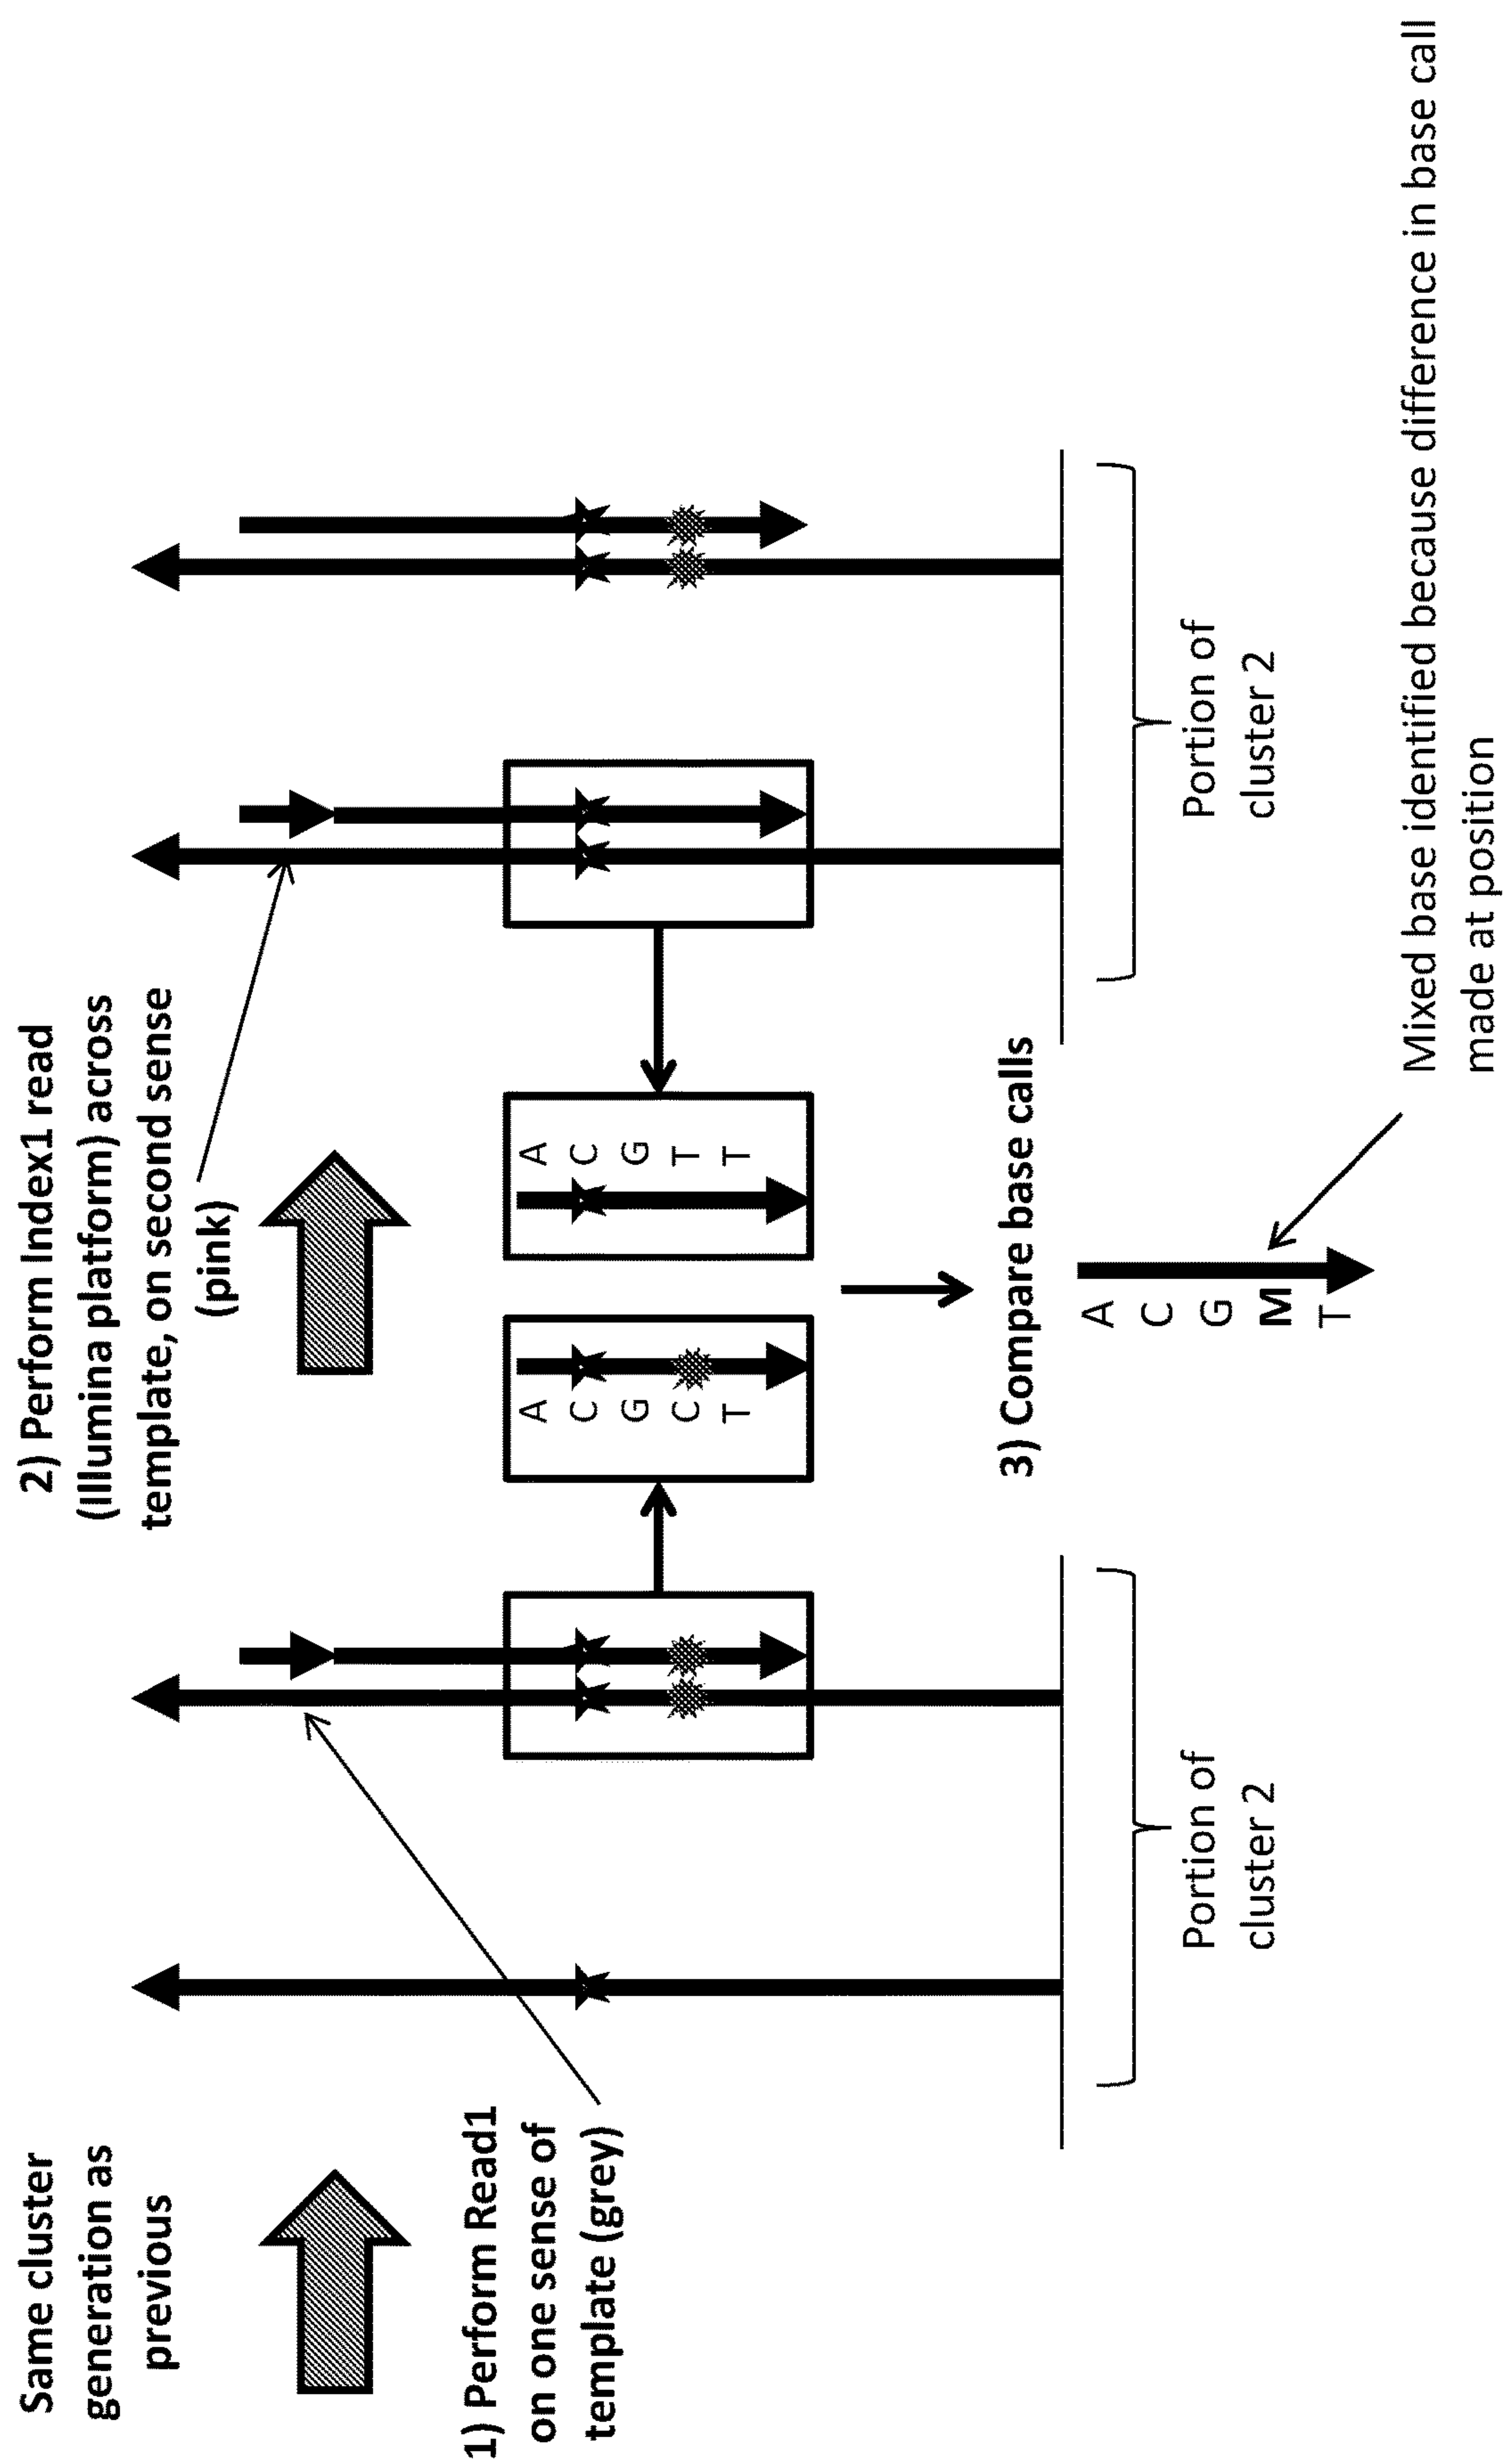 Same cluster
generation as
previous
1) Perform Read1
on one sense of
template (grey)
2) Perform Index1 read
(Illumina platform) across
template, on second sense
(pink)
A
C
G
C
T
A
C
G
T
T
3) Compare base calls
A
C
G
M
T
Portion of
cluster 2
Portion of
cluster 2
Mixed base identified because difference in base call
made at position